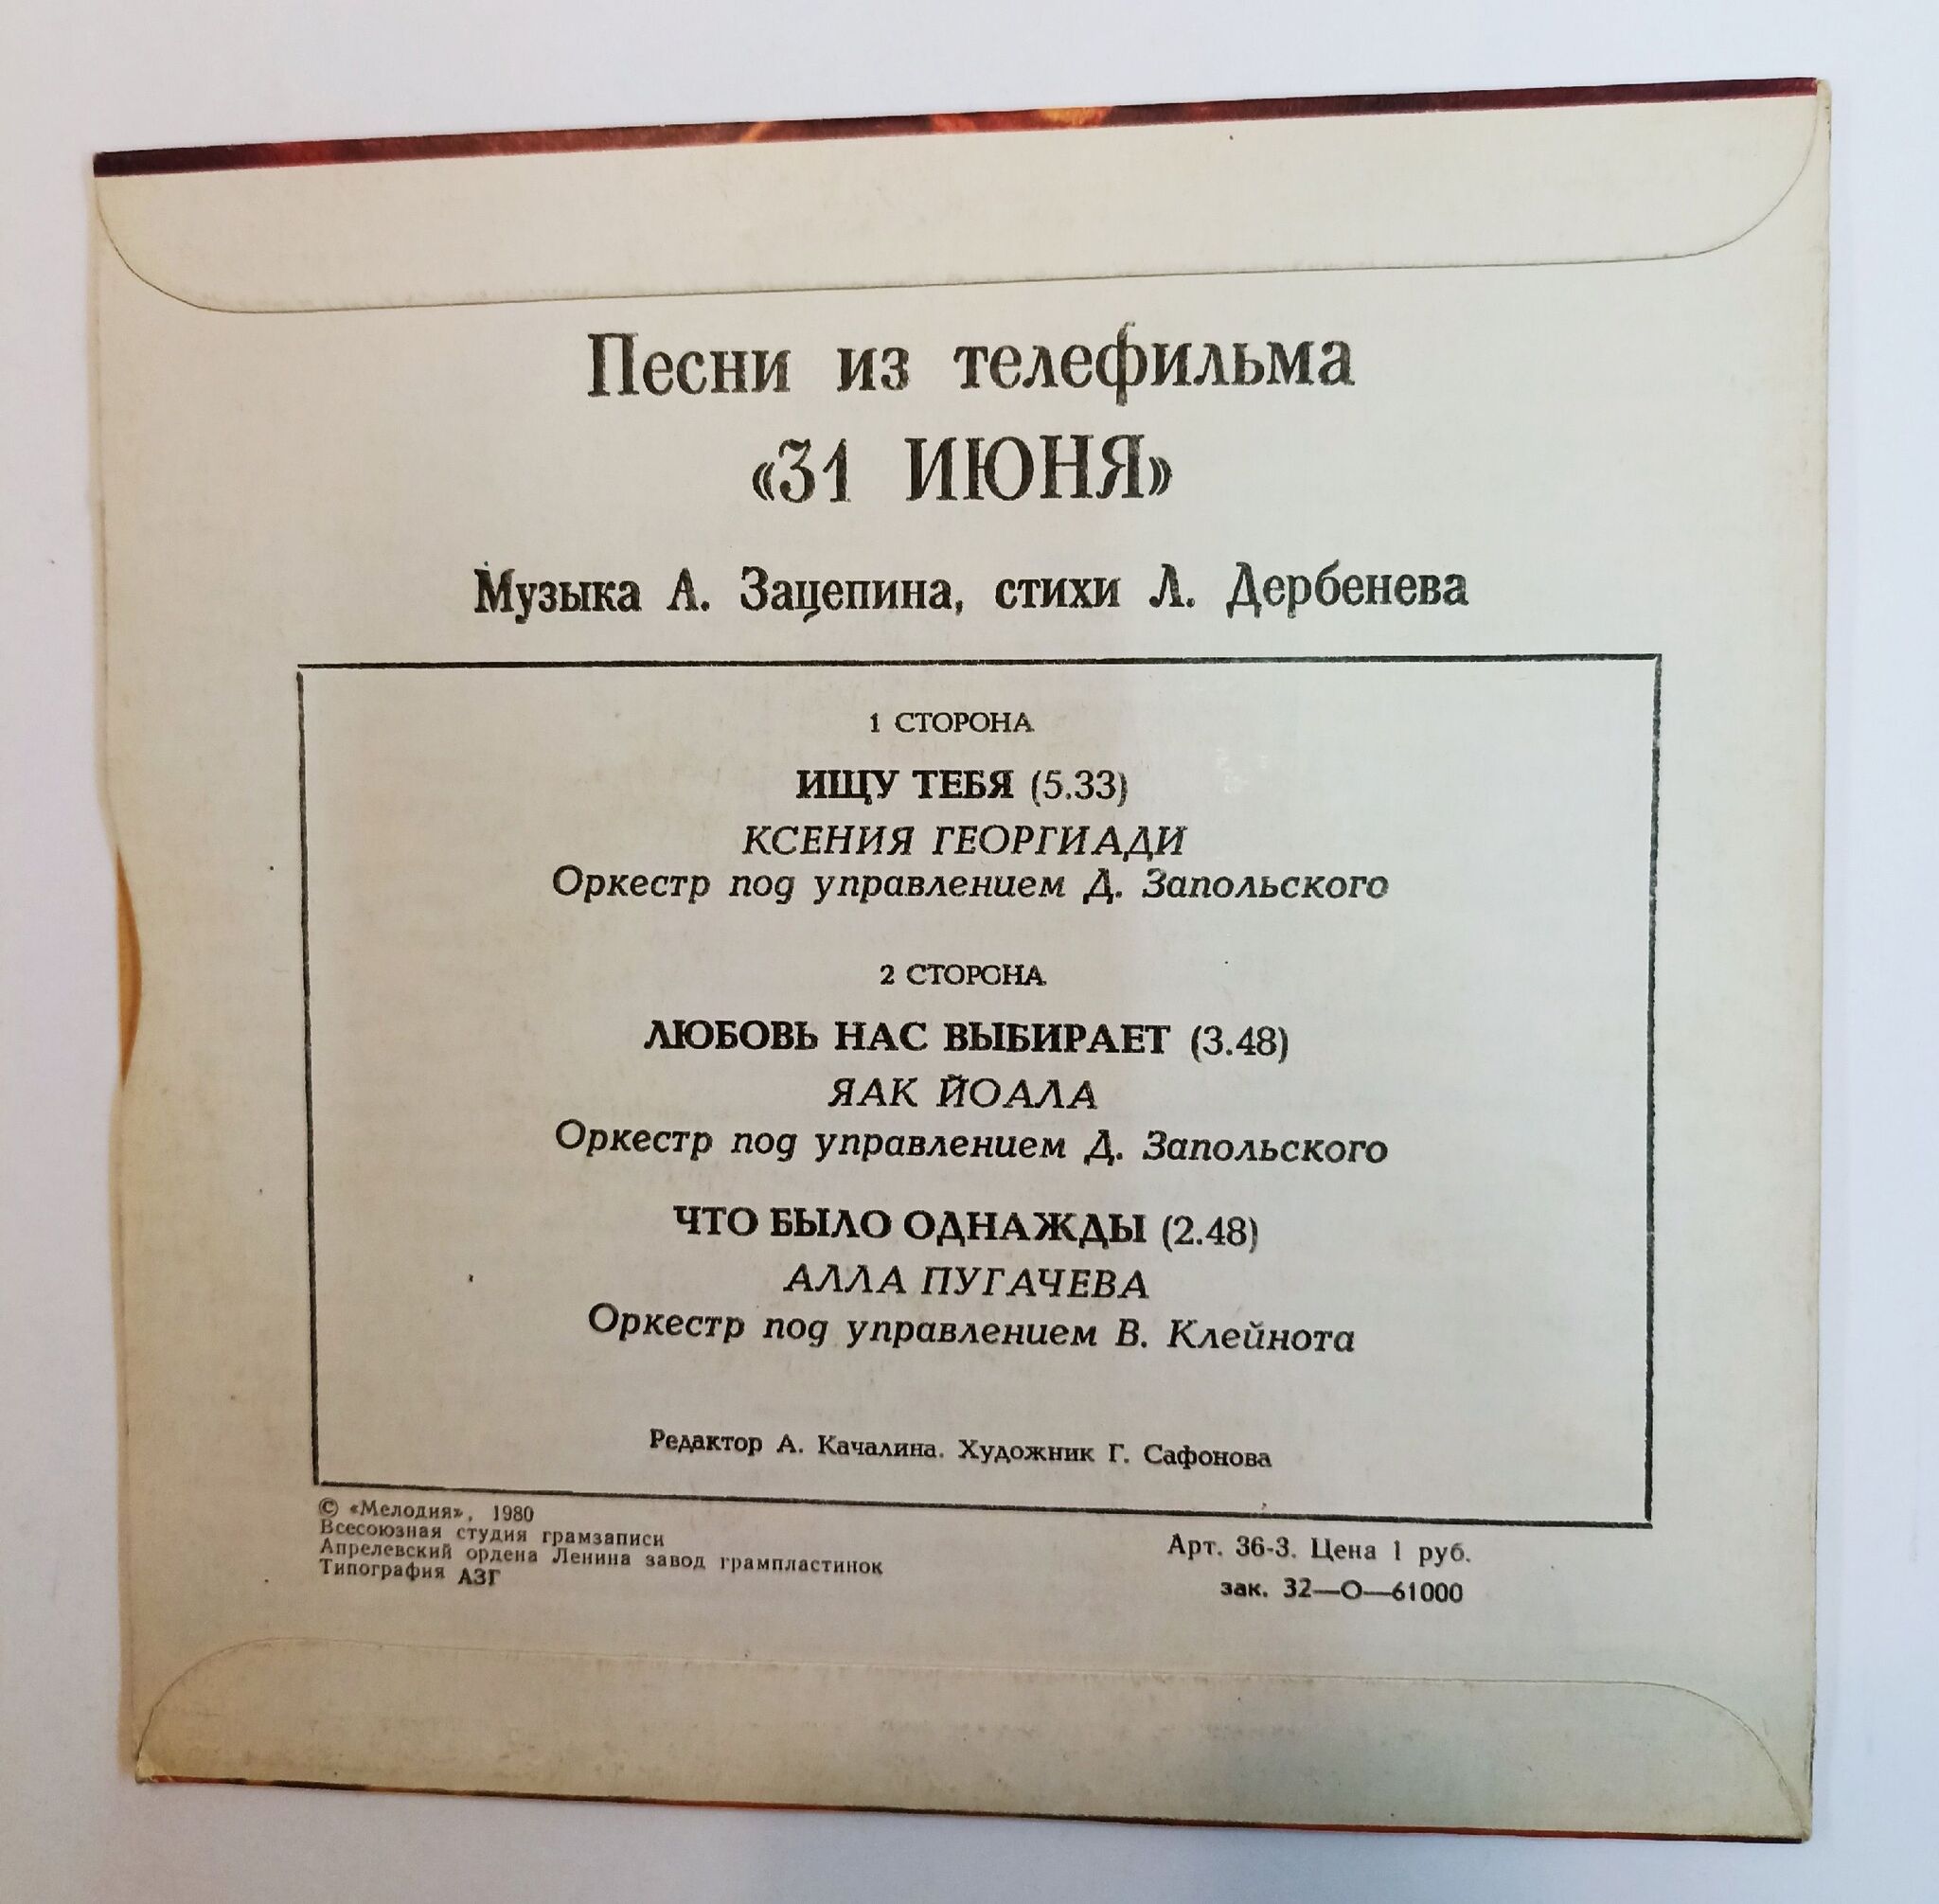 Песни из телефильма
«31 ИЮНЯ»
Музыка А. Зацепина, стихи Л. Дербенева
1 СТОРОНА
ИЩУ ТЕБЯ (5.33)
КСЕНИЯ ГЕОРГИАДИ
Оркестр под управлением Д. Запольского
2 СТОРОНА
ЛЮБОВЬ НАС ВЫБИРАЕТ (3.48)
ЯАК ЙОАЛА
Оркестр под управлением Д. Запольского
ЧТО БЫЛО ОДНАЖДЫ (2.48)
АЛЛА ПУГАЧЕВА
Оркестр под управлением В. Клейнота
Редактор А. Качалина. Художник Г. Сафонова
© «Мелодия», 1980
Всесоюзная студия грамзаписи
Апрелевский ордена Ленина завод грампластинок
Типография АЗГ
Арт. 36-3. Цена 1 руб.
зак. 32—О—61000